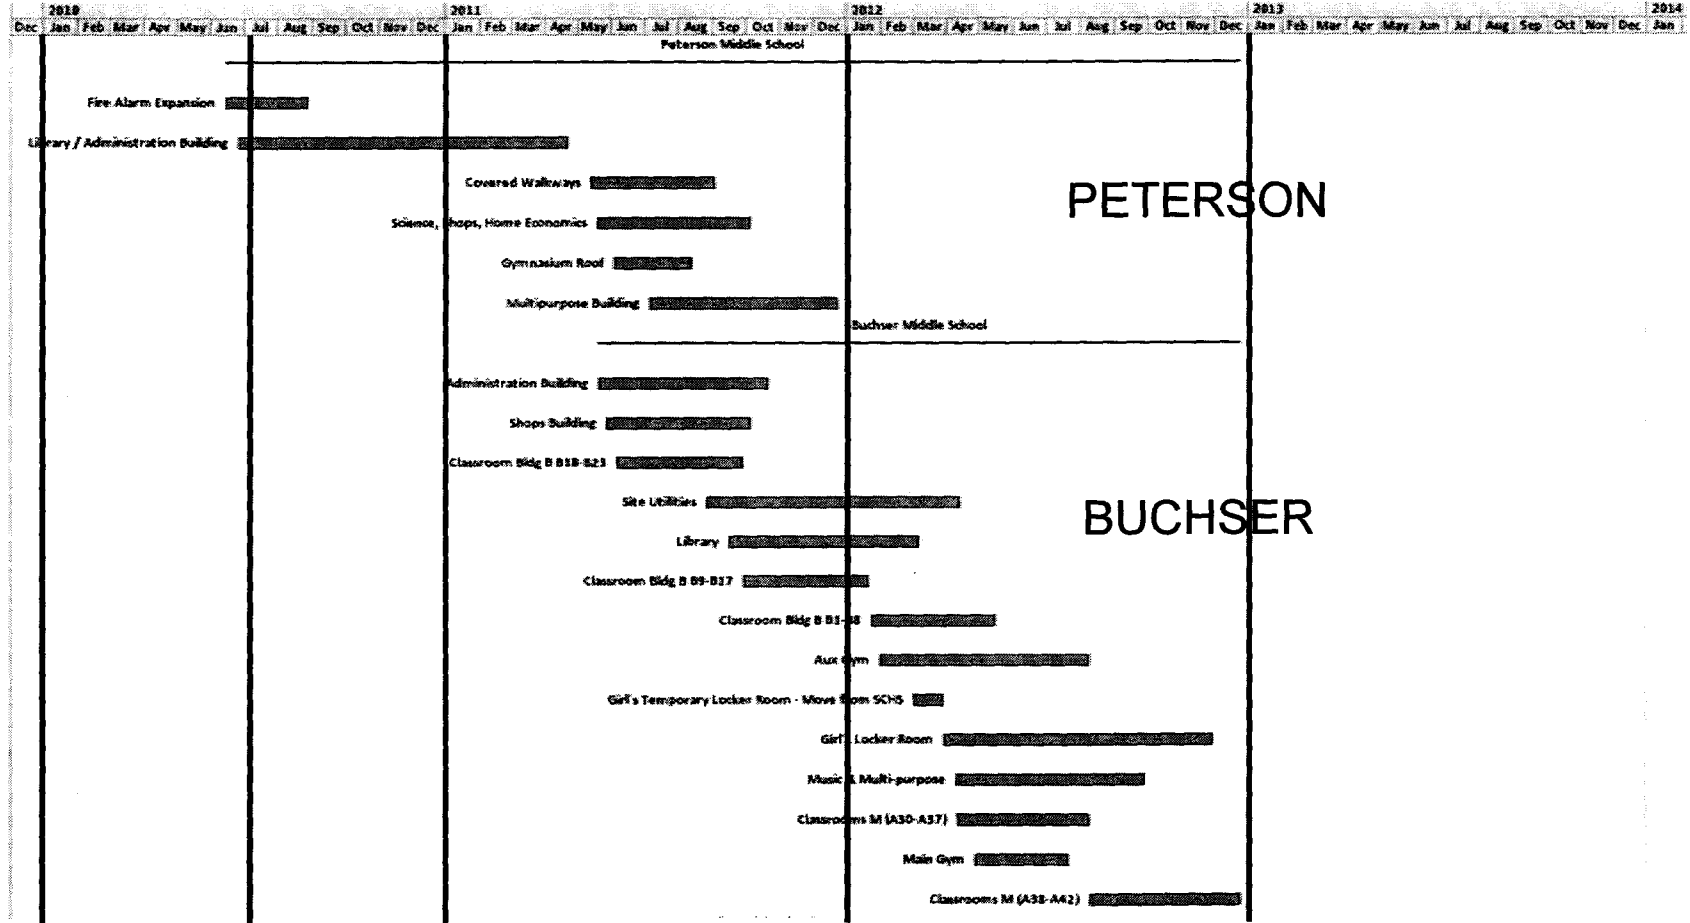 2010 2011 2012 2013 2014
Dec Jan Feb Mar Apr May Jun Jul Aug Sep Oct Nov Dec Jan Feb Mar Apr May Jun Jul Aug Sep Oct Nov Dec Jan Feb Mar Apr May Jun Jul Aug Sep Oct Nov Dec Jan Feb Mar Apr May Jun Jul Aug Sep Oct Nov Dec Jan
Peterson Middle School
Fire Alarm Expansion
Library / Administration Building
Covered Walkways
PETERSON
Science, Shops, Home Economics
Gymnasium Roof
Multipurpose Building
Buchser Middle School
Administration Building
Shops Building
Classroom Bldg B B18-B23
Site Utilities
BUCHSER
Library
Classroom Bldg B B9-B17
Classroom Bldg B B1-B8
Aux Gym
Girl's Temporary Locker Room - Move from SCHS
Girl's Locker Room
Music & Multi-purpose
Classrooms M (A30-A37)
Main Gym
Classrooms M (A38-A42)